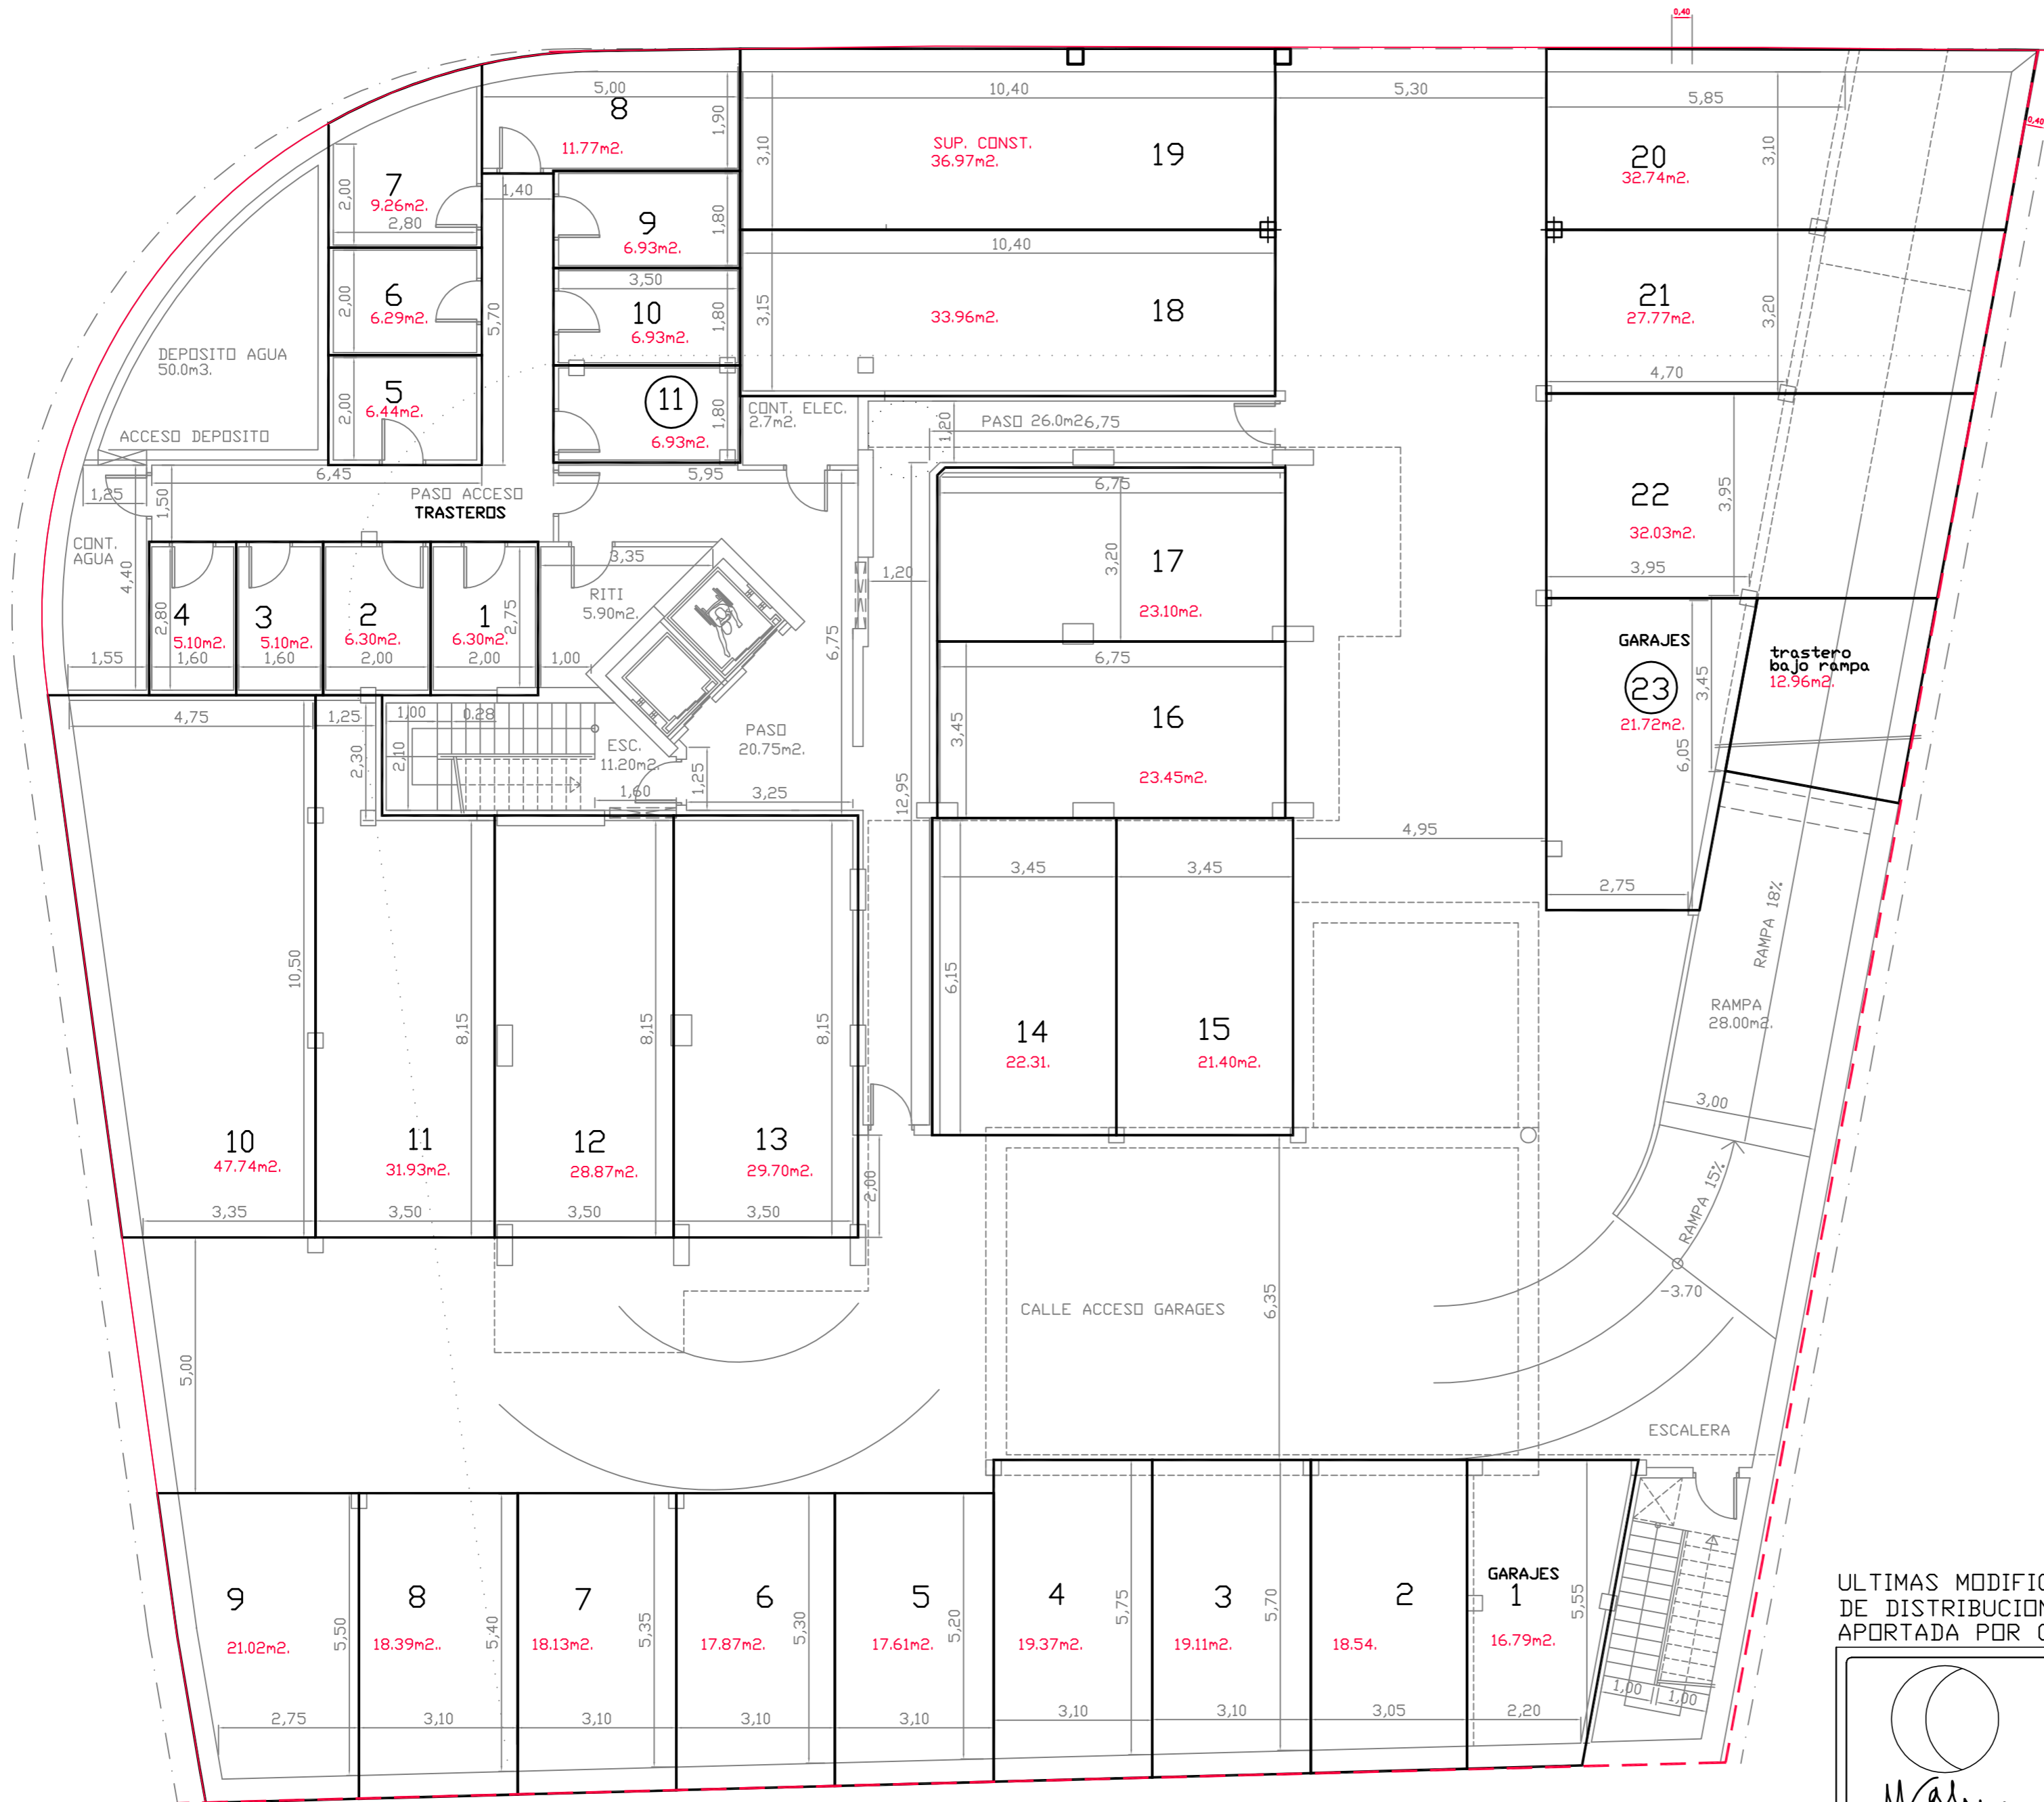 0,40
5,00
8
11.77m2.
1,90
10,40
SUP. CONST.
36.97m2.
19
3,10
5,30
5,85
20
32.74m2.
3,10
0,40
7
9.26m2.
2,00
2,80
1,40
9
6.93m2.
1,80
10,40
33.96m2.
18
3,15
21
27.77m2.
3,20
4,70
6
6.29m2.
2,00
5,70
3,50
10
6.93m2.
1,80
DEPOSITO AGUA
50.0m3.
5
6.44m2.
2,00
11
6.93m2.
1,80
CONT. ELEC.
2.7m2.
1,20
PASO 26.0m2
6,75
ACCESO DEPOSITO
6,45
5,95
1,25
1,50
PASO ACCESO
TRASTEROS
6,75
3,20
17
23.10m2.
22
32.03m2.
3,95
3,95
CONT.
AGUA
4,40
3,35
RITI
5.90m2.
1,20
4
5.10m2.
2,80
1,60
3
5.10m2.
1,60
2
6.30m2.
2,00
1
6.30m2.
2,75
2,00
1,55
1,00
6,75
GARAJES
23
21.72m2.
3,45
6,05
trastero
bajo rampa
12.96m2.
6,75
16
3,45
23.45m2.
4,75
1,25
1,00
0.28
2,30
2,10
ESC.
11.20m2.
PASO
20.75m2.
1,25
1,60
3,25
12,95
4,95
3,45
3,45
2,75
RAMPA 18%
10,50
8,15
8,15
8,15
6,15
14
22.31.
15
21.40m2.
RAMPA
28.00m2.
3,00
10
47.74m2.
11
31.93m2.
12
28.87m2.
13
29.70m2.
3,35
3,50
3,50
3,50
2,00
RAMPA 15%
-3.70
CALLE ACCESO GARAGES
6,35
5,00
ESCALERA
9
21.02m2.
5,50
2,75
8
18.39m2..
5,40
3,10
7
18.13m2.
5,35
3,10
6
17.87m2.
5,30
3,10
5
17.61m2.
5,20
3,10
4
19.37m2.
5,75
3,10
3
19.11m2.
5,70
3,10
2
18.54.
3,05
GARAJES
1
16.79m2.
5,55
2,20
1,00
1,00
ULTIMAS MODIFIC
DE DISTRIBUCION
APORTADA POR